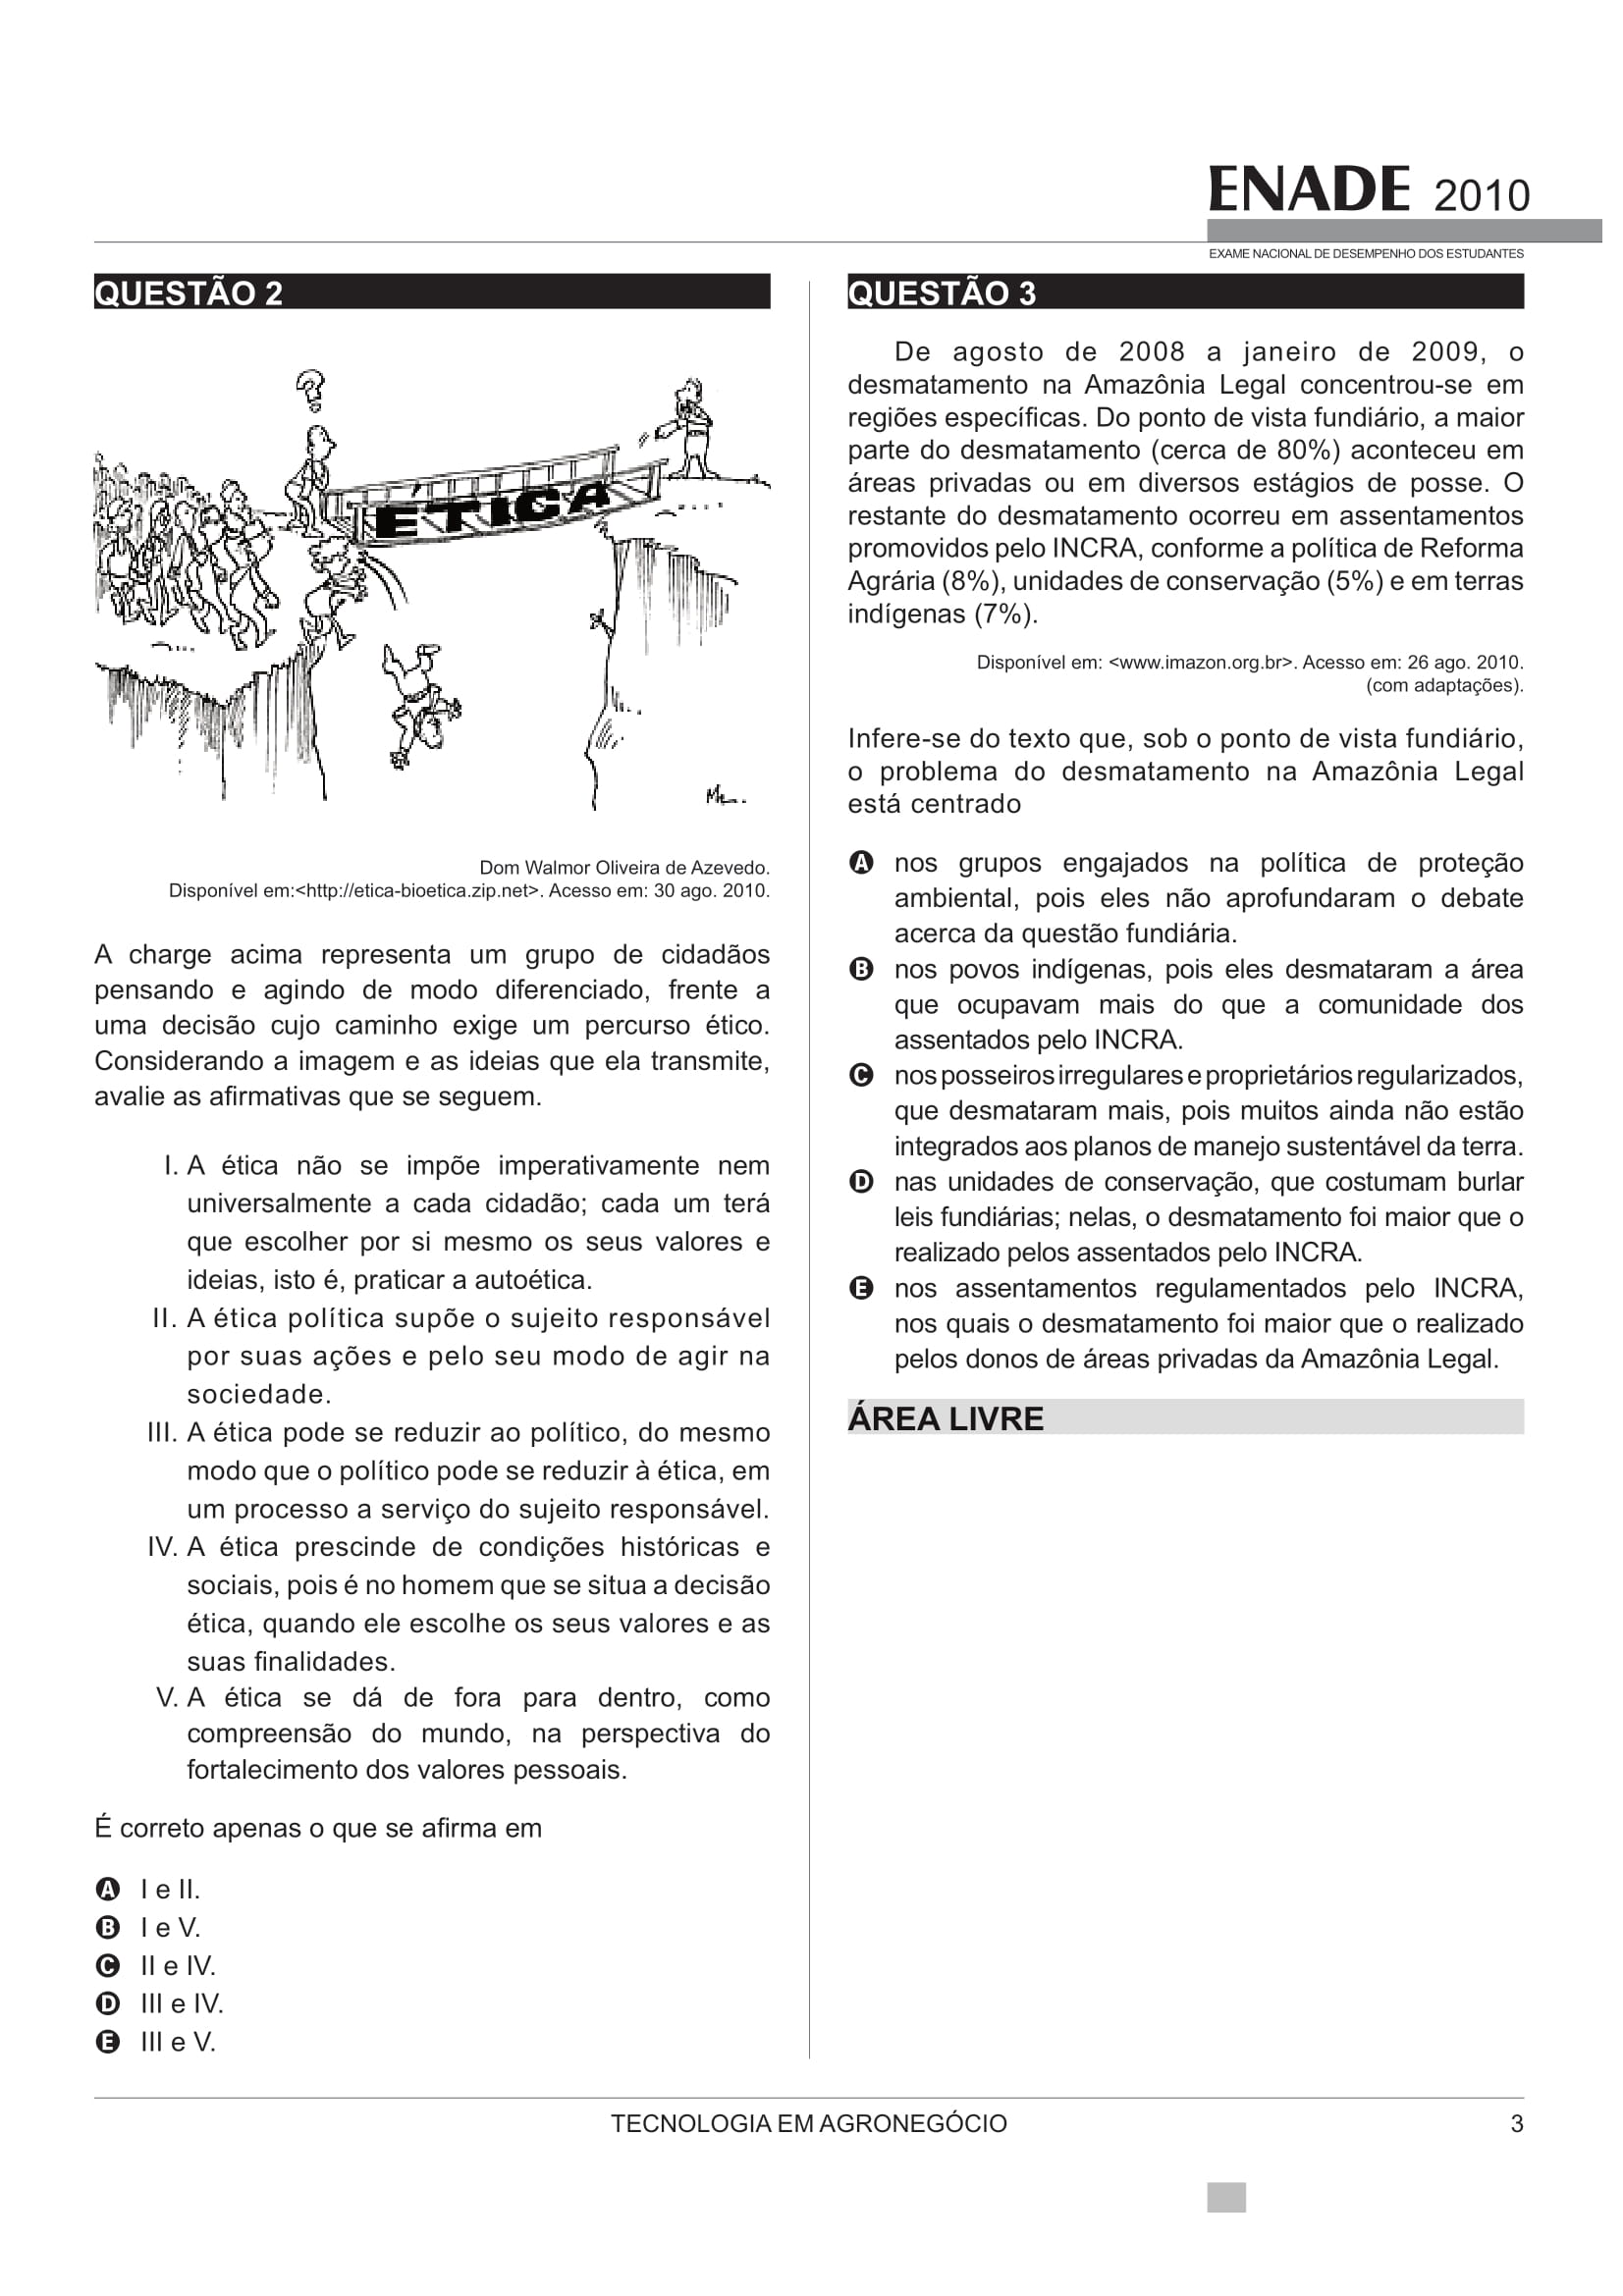 ENADE 2010
EXAME NACIONAL DE DESEMPENHO DOS ESTUDANTES
QUESTÃO 2
?
ÉTICA
Dom Walmor Oliveira de Azevedo.
Disponível em:<http://etica-bioetica.zip.net>. Acesso em: 30 ago. 2010.
A charge acima representa um grupo de cidadãos
pensando e agindo de modo diferenciado, frente a
uma decisão cujo caminho exige um percurso ético.
Considerando a imagem e as ideias que ela transmite,
avalie as afirmativas que se seguem.
I. A ética não se impõe imperativamente nem
universalmente a cada cidadão; cada um terá
que escolher por si mesmo os seus valores e
ideias, isto é, praticar a autoética.
II. A ética política supõe o sujeito responsável
por suas ações e pelo seu modo de agir na
sociedade.
III. A ética pode se reduzir ao político, do mesmo
modo que o político pode se reduzir à ética, em
um processo a serviço do sujeito responsável.
IV. A ética prescinde de condições históricas e
sociais, pois é no homem que se situa a decisão
ética, quando ele escolhe os seus valores e as
suas finalidades.
V. A ética se dá de fora para dentro, como
compreensão do mundo, na perspectiva do
fortalecimento dos valores pessoais.
É correto apenas o que se afirma em
A I e II.
B I e V.
C II e IV.
D III e IV.
E III e V.
QUESTÃO 3
De agosto de 2008 a janeiro de 2009, o
desmatamento na Amazônia Legal concentrou-se em
regiões específicas. Do ponto de vista fundiário, a maior
parte do desmatamento (cerca de 80%) aconteceu em
áreas privadas ou em diversos estágios de posse. O
restante do desmatamento ocorreu em assentamentos
promovidos pelo INCRA, conforme a política de Reforma
Agrária (8%), unidades de conservação (5%) e em terras
indígenas (7%).
Disponível em: <www.imazon.org.br>. Acesso em: 26 ago. 2010.
(com adaptações).
Infere-se do texto que, sob o ponto de vista fundiário,
o problema do desmatamento na Amazônia Legal
está centrado
A nos grupos engajados na política de proteção
ambiental, pois eles não aprofundaram o debate
acerca da questão fundiária.
B nos povos indígenas, pois eles desmataram a área
que ocupavam mais do que a comunidade dos
assentados pelo INCRA.
C nos posseiros irregulares e proprietários regularizados,
que desmataram mais, pois muitos ainda não estão
integrados aos planos de manejo sustentável da terra.
D nas unidades de conservação, que costumam burlar
leis fundiárias; nelas, o desmatamento foi maior que o
realizado pelos assentados pelo INCRA.
E nos assentamentos regulamentados pelo INCRA,
nos quais o desmatamento foi maior que o realizado
pelos donos de áreas privadas da Amazônia Legal.
ÁREA LIVRE
TECNOLOGIA EM AGRONEGÓCIO
3